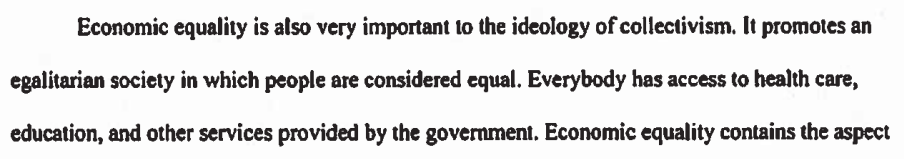 Economic equality is also very important to the ideology of collectivism. It promotes an
egalitarian society in which people are considered equal. Everybody has access to health care,
education, and other services provided by the government. Economic equality contains the aspect